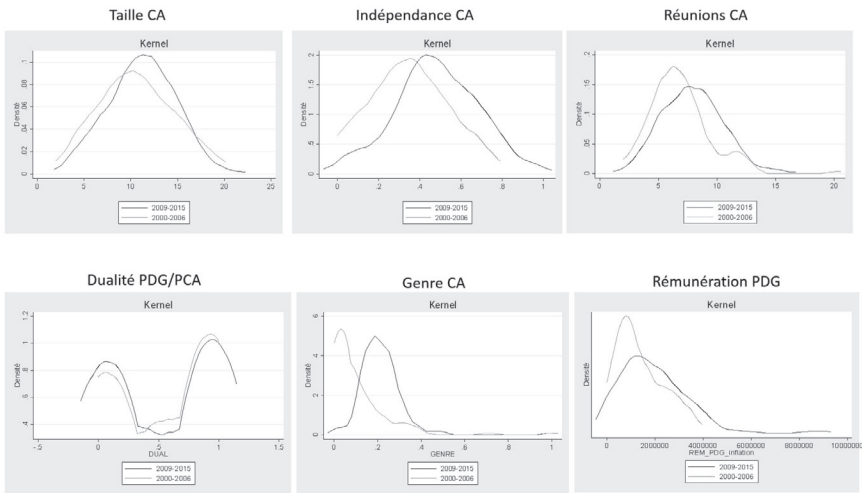 Taille CA
Kernel
Densité
0 .02 .04 .06 .08 .1
0 5 10 15 20 25
2009-2015
2000-2006
Indépendance CA
Kernel
Densité
0 .5 1 1.5 2
0 .2 .4 .6 .8 1
2009-2015
2000-2006
Réunions CA
Kernel
Densité
0 .05 .1 .15 .2
0 5 10 15 20
2009-2015
2000-2006
Dualité PDG/PCA
Kernel
Densité
.4 .6 .8 1 1.2
-.5 0 .5 1 1.5
DUAL
2009-2015
2000-2006
Genre CA
Kernel
Densité
0 2 4 6
0 .2 .4 .6 .8 1
GENRE
2009-2015
2000-2006
Rémunération PDG
Kernel
Densité
0 2000000 4000000 6000000 8000000 10000000
REM_PDG_inflation
2009-2015
2000-2006